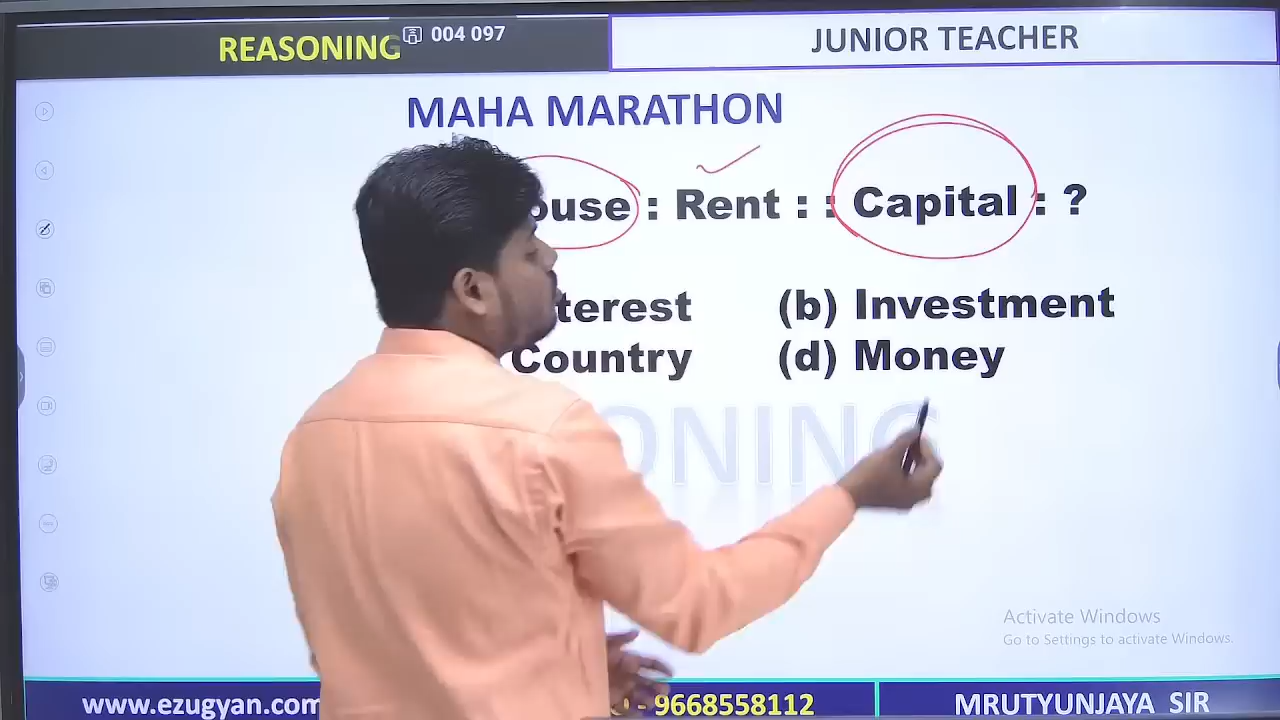 REASONING 004 097 JUNIOR TEACHER
MAHA MARATHON
ouse : Rent : : Capital : ?
terest (b) Investment
Country (d) Money
ONING
Activate Windows
Go to Settings to activate Windows.
www.ezugyan.com - 9668558112 MRUTYUNJAYA SIR